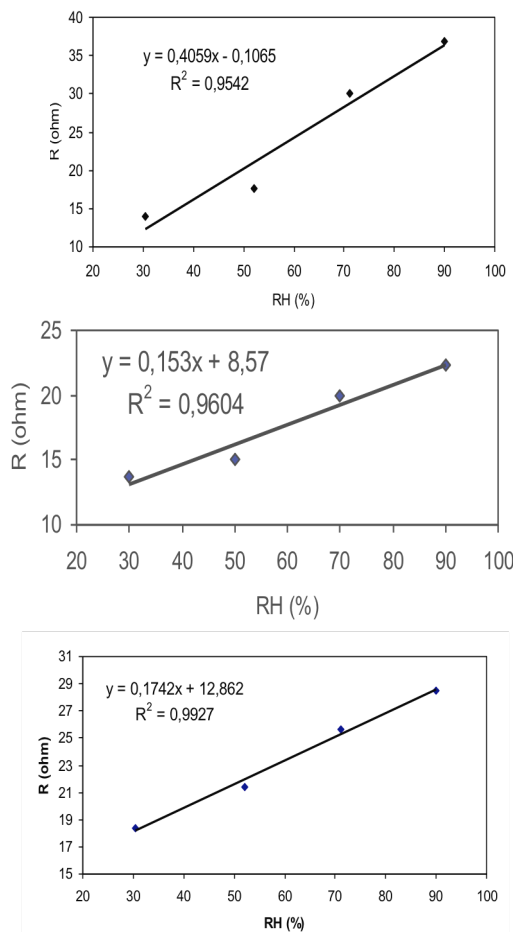 40
35
30
25
20
15
10
R (ohm)
y = 0,4059x - 0,1065
R² = 0,9542
20 30 40 50 60 70 80 90 100
RH (%)
25
20
15
10
R (ohm)
y = 0,153x + 8,57
R² = 0,9604
20 30 40 50 60 70 80 90 100
RH (%)
31
29
27
25
23
21
19
17
15
R (ohm)
y = 0,1742x + 12,862
R² = 0,9927
20 30 40 50 60 70 80 90 100
RH (%)